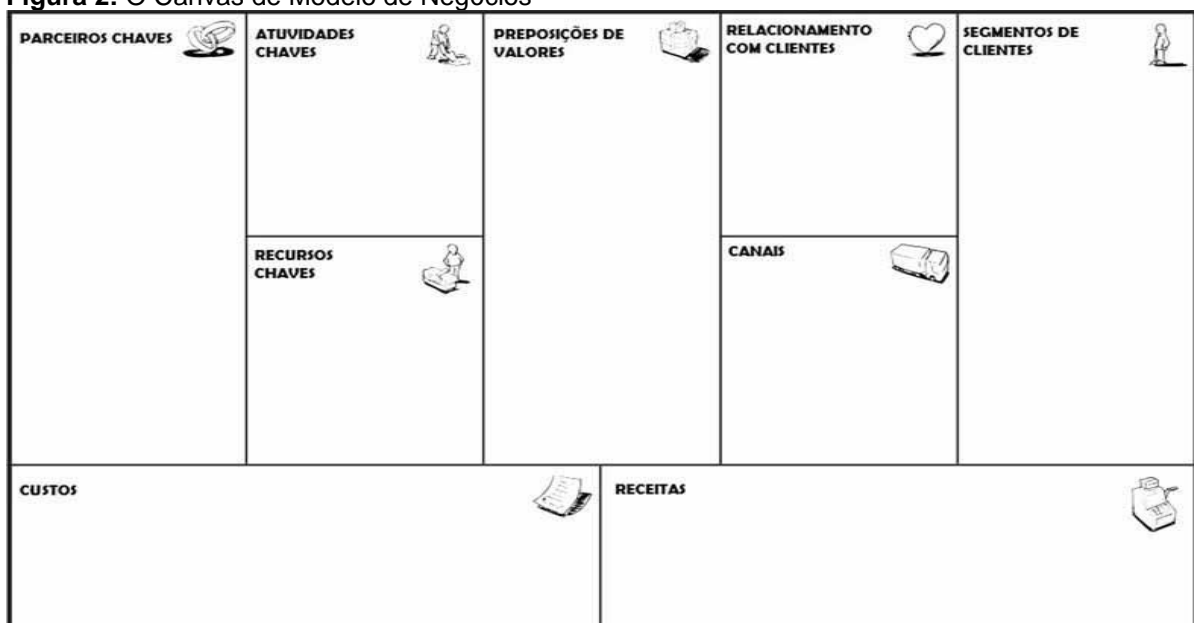 Figura 2: O Canvas de Modelo de Negócios
PARCEIROS CHAVES
ATUVIDADES
CHAVES
PREPOSIÇÕES DE
VALORES
RELACIONAMENTO
COM CLIENTES
SEGMENTOS DE
CLIENTES
RECURSOS
CHAVES
CANAIS
CUSTOS
RECEITAS